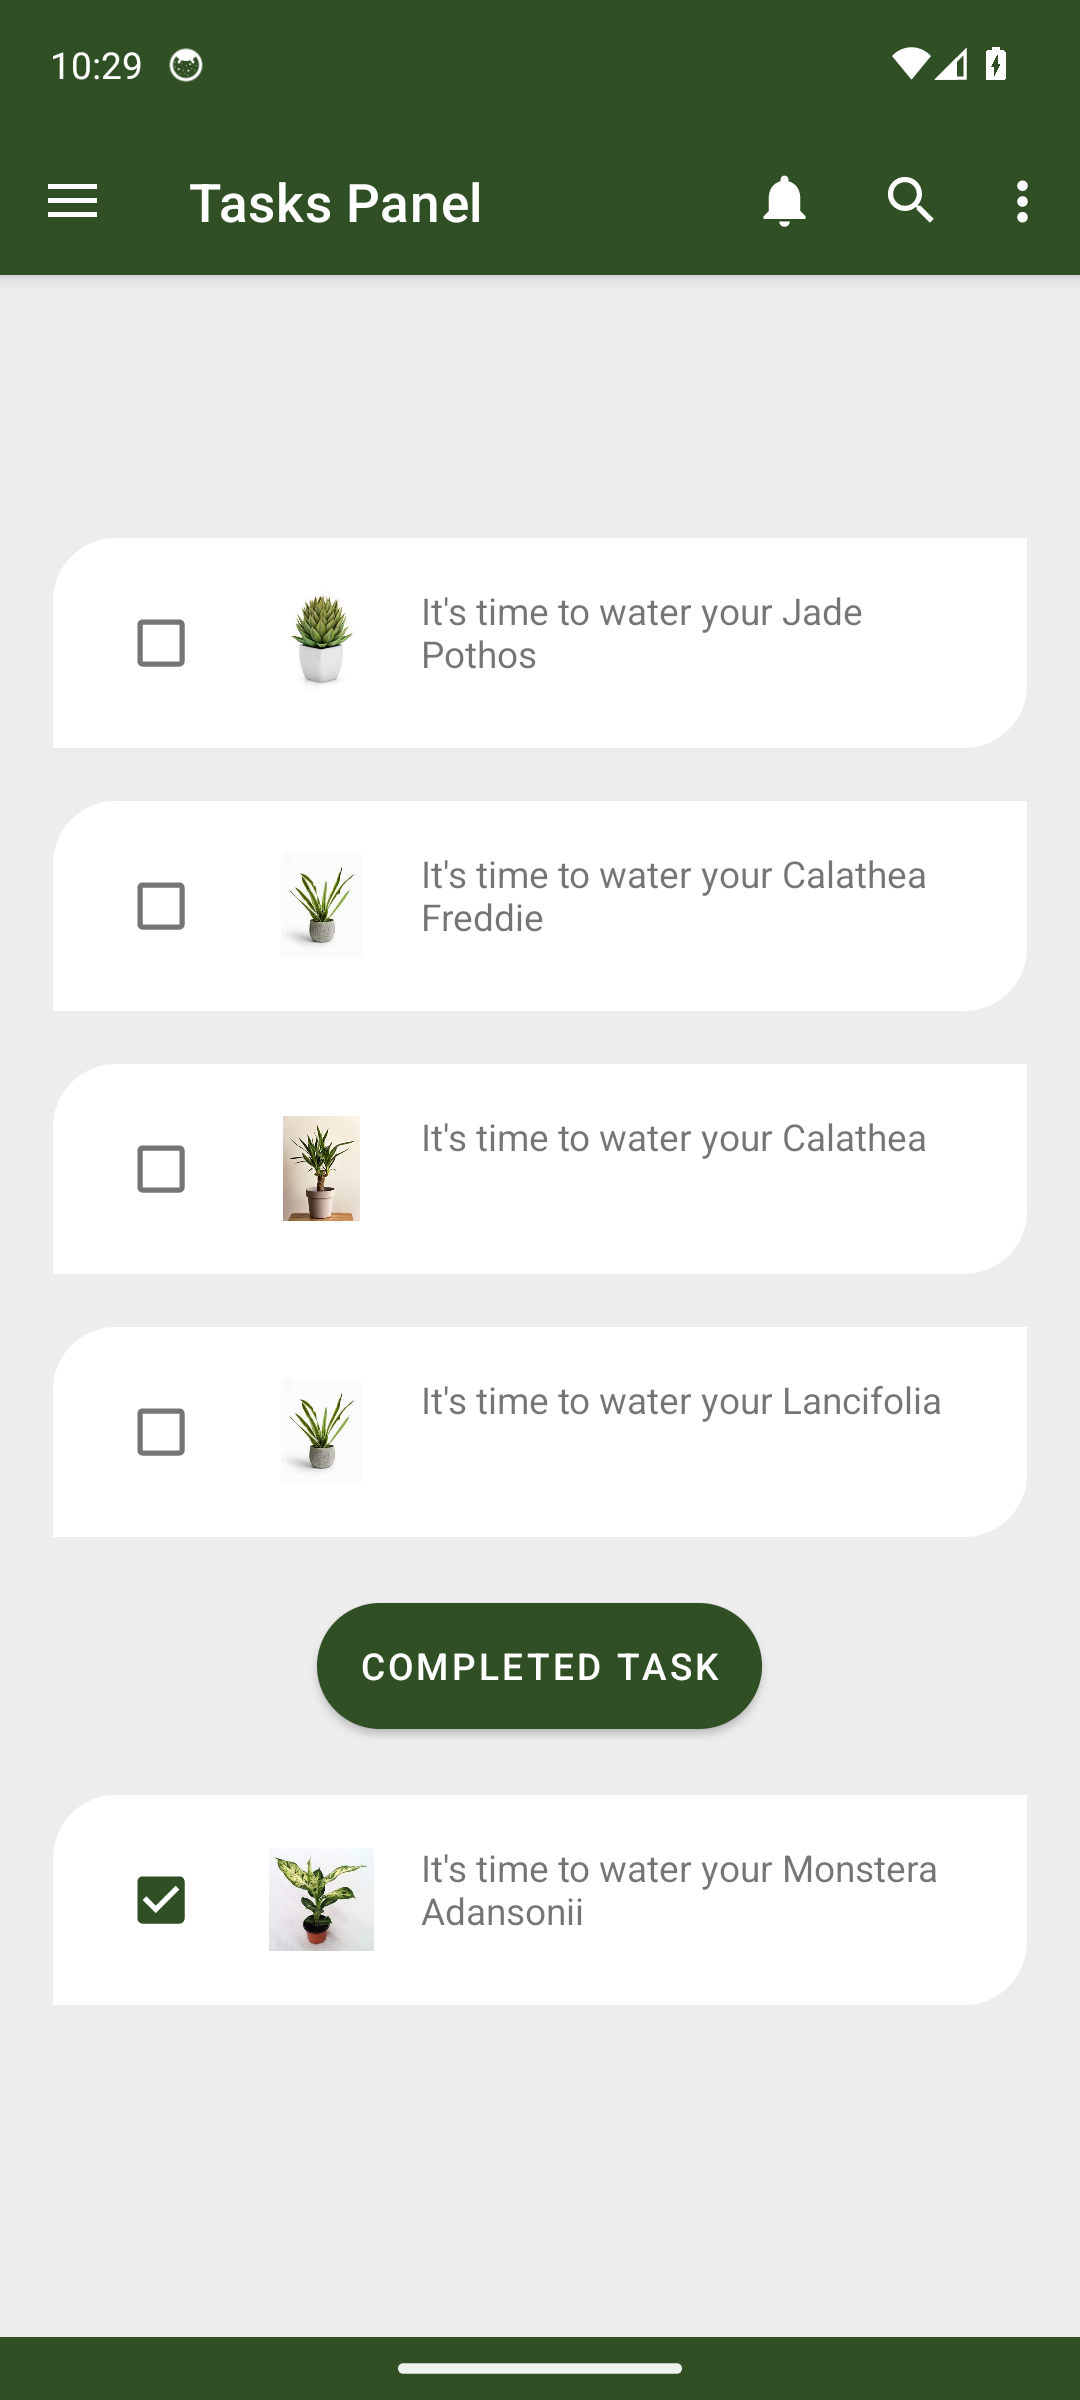 10:29
Tasks Panel
It's time to water your Jade
Pothos
It's time to water your Calathea
Freddie
It's time to water your Calathea
It's time to water your Lancifolia
COMPLETED TASK
It's time to water your Monstera
Adansonii